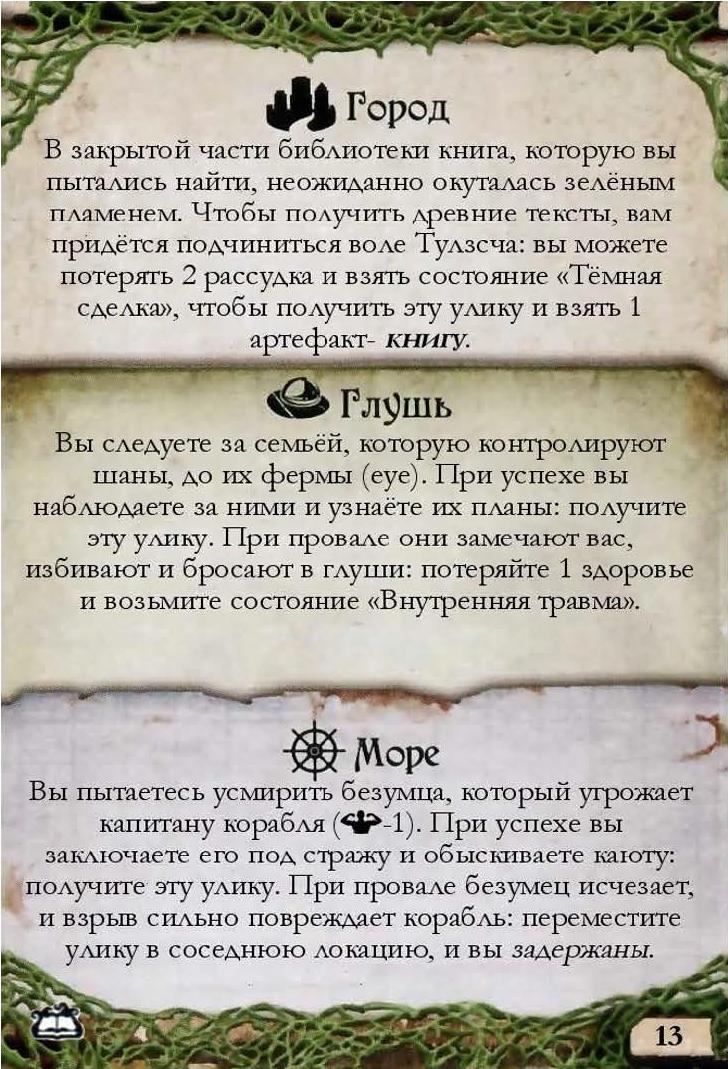 Город
В закрытой части библиотеки книга, которую вы
пытались найти, неожиданно окуталась зелёным
пламенем. Чтобы получить древние тексты, вам
придётся подчиниться воле Тулзсча: вы можете
потерять 2 рассудка и взять состояние «Тёмная
сделка», чтобы получить эту улику и взять 1
артефакт- книгу.
Глушь
Вы следуете за семьёй, которую контролируют
шаны, до их фермы (eye). При успехе вы
наблюдаете за ними и узнаёте их планы: получите
эту улику. При провале они замечают вас,
избивают и бросают в глуши: потеряйте 1 здоровье
и возьмите состояние «Внутренняя травма».
Море
Вы пытаетесь усмирить безумца, который угрожает
капитану корабля (-1). При успехе вы
заключаете его под стражу и обыскиваете каюту:
получите эту улику. При провале безумец исчезает,
и взрыв сильно повреждает корабль: переместите
улику в соседнюю локацию, и вы задержаны.
13